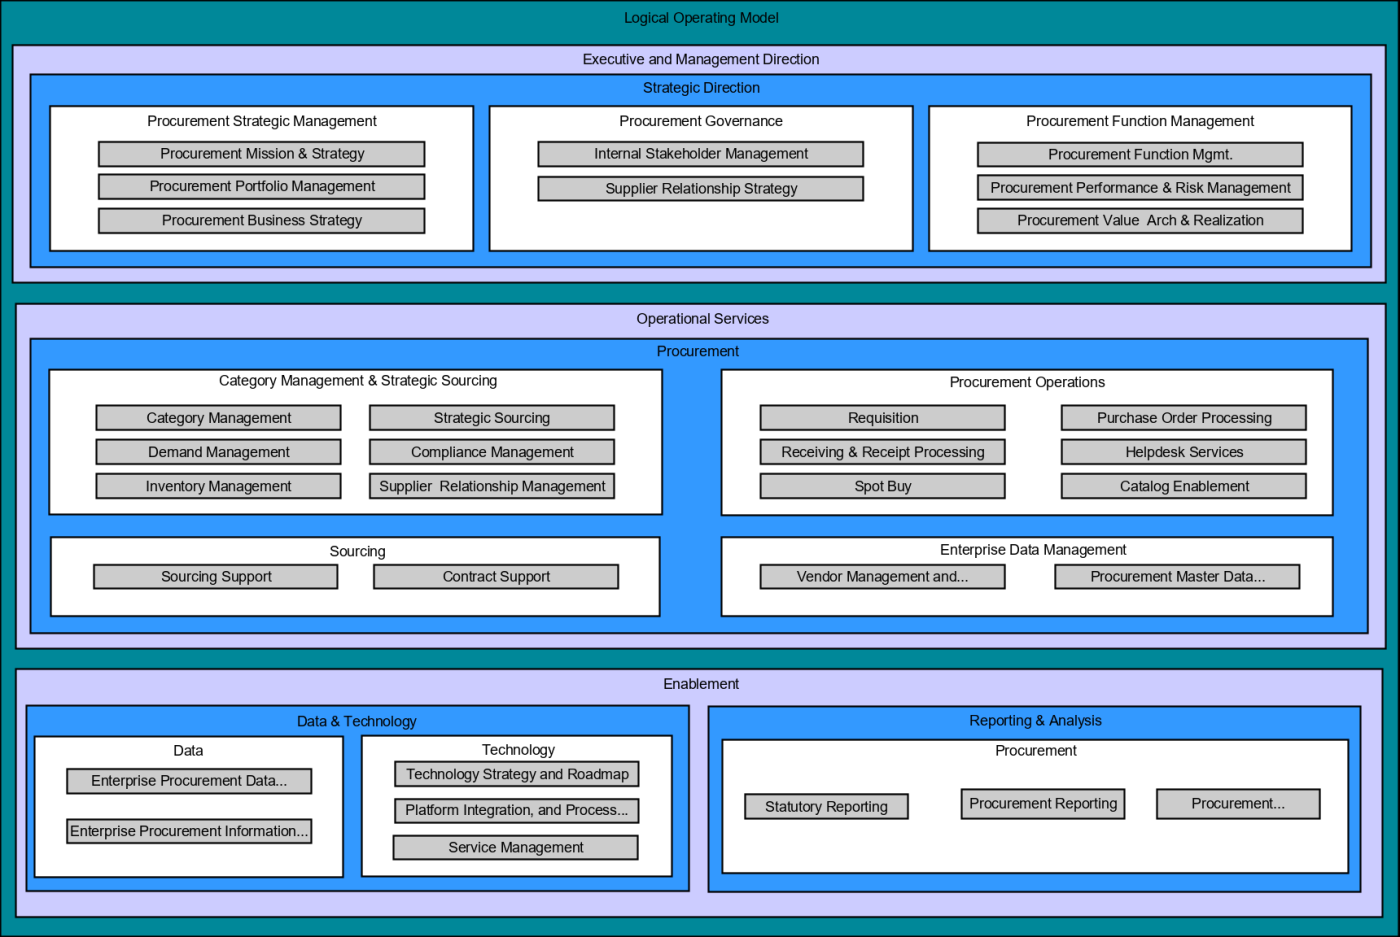 Logical Operating Model
Executive and Management Direction
Strategic Direction
Procurement Strategic Management
Procurement Mission & Strategy
Procurement Portfolio Management
Procurement Business Strategy
Procurement Governance
Internal Stakeholder Management
Supplier Relationship Strategy
Procurement Function Management
Procurement Function Mgmt.
Procurement Performance & Risk Management
Procurement Value  Arch & Realization
Operational Services
Procurement
Category Management & Strategic Sourcing
Category Management
Strategic Sourcing
Demand Management
Compliance Management
Inventory Management
Supplier  Relationship Management
Procurement Operations
Requisition
Purchase Order Processing
Receiving & Receipt Processing
Helpdesk Services
Spot Buy
Catalog Enablement
Sourcing
Sourcing Support
Contract Support
Enterprise Data Management
Vendor Management and...
Procurement Master Data...
Enablement
Data & Technology
Data
Enterprise Procurement Data...
Enterprise Procurement Information...
Technology
Technology Strategy and Roadmap
Platform Integration, and Process...
Service Management
Reporting & Analysis
Procurement
Statutory Reporting
Procurement Reporting
Procurement...